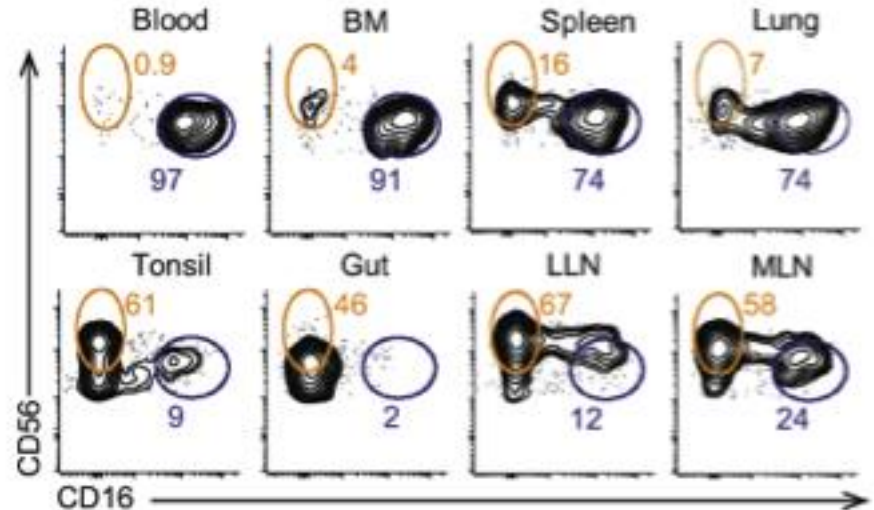 Blood BM Spleen Lung
0.9 4 16 7
97 91 74 74
Tonsil Gut LLN MLN
61 46 67 58
9 2 12 24
CD56
CD16